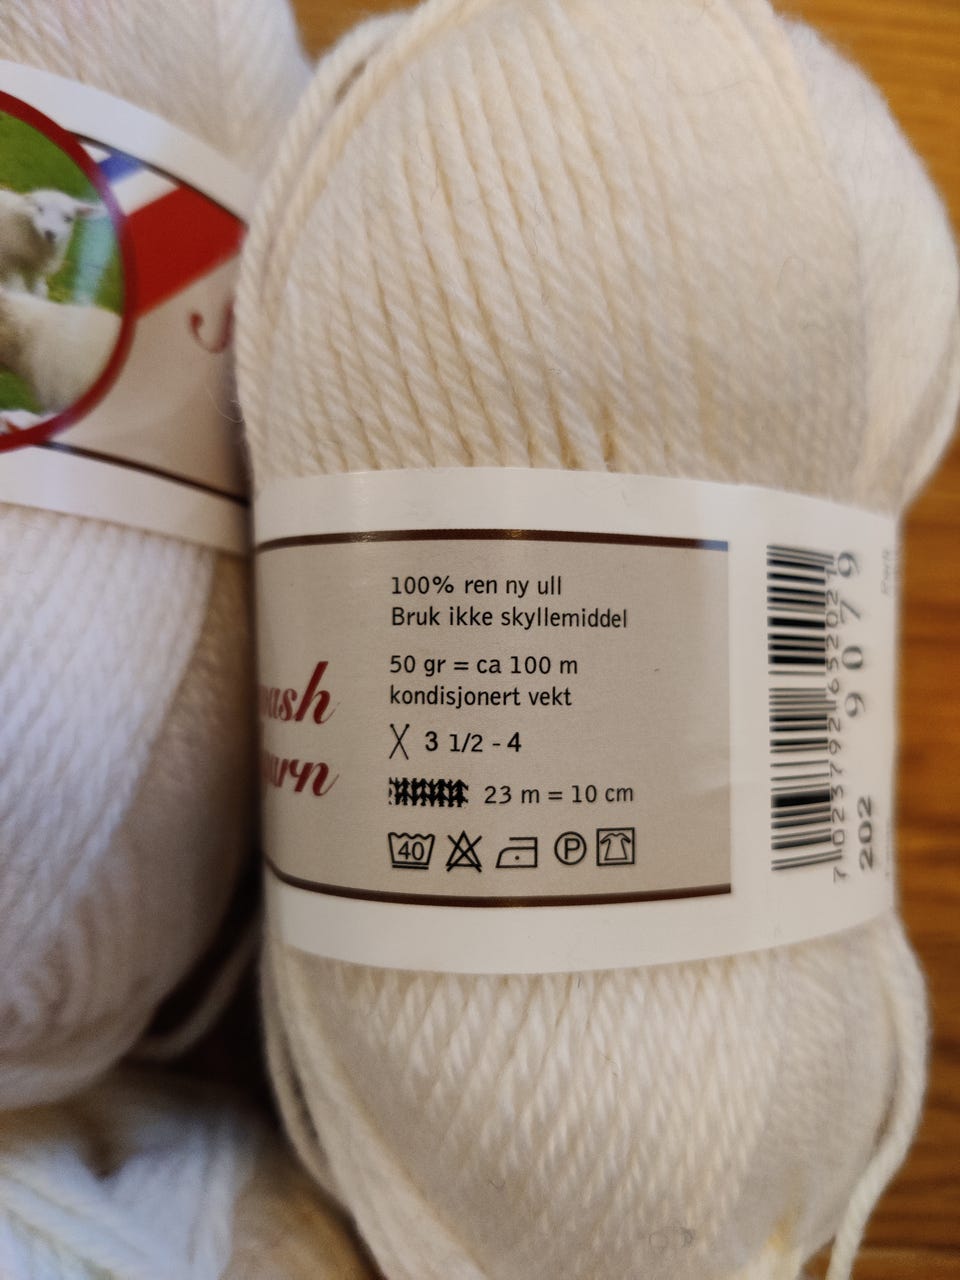 100% ren ny ull
Bruk ikke skyllemiddel
50 gr = ca 100 m
kondisjonert vekt
3 1/2 - 4
23 m = 10 cm
40 P
202 9079